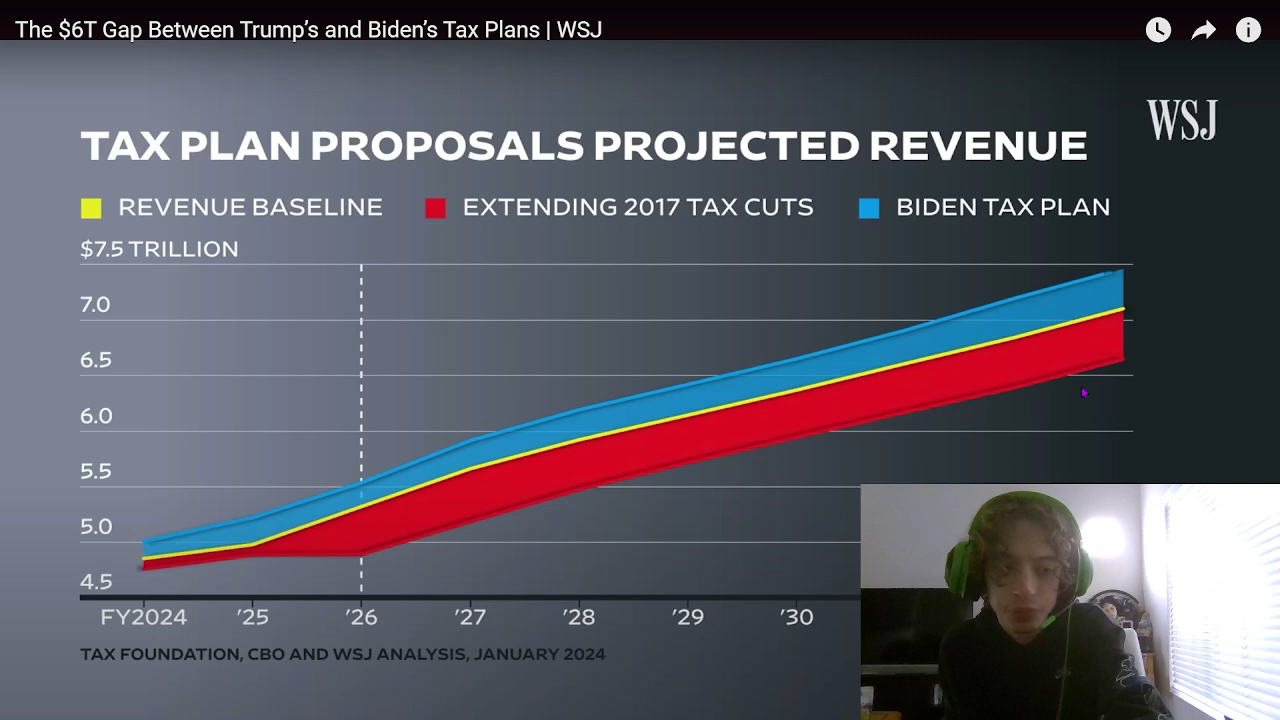 The $6T Gap Between Trump’s and Biden’s Tax Plans | WSJ
WSJ
TAX PLAN PROPOSALS PROJECTED REVENUE
REVENUE BASELINE EXTENDING 2017 TAX CUTS BIDEN TAX PLAN
$7.5 TRILLION
7.0
6.5
6.0
5.5
5.0
4.5
FY2024 ’25 ’26 ’27 ’28 ’29 ’30
TAX FOUNDATION, CBO AND WSJ ANALYSIS, JANUARY 2024